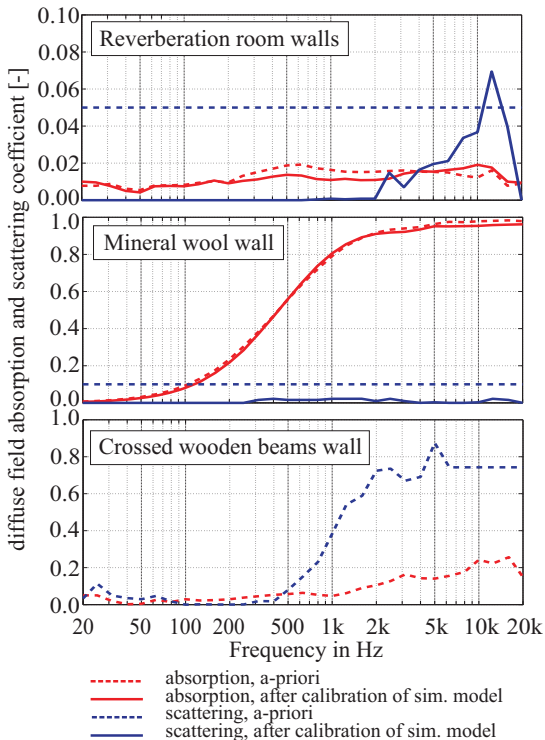 diffuse field absorption and scattering coefficient [-]
0.10
0.08
0.06
0.04
0.02
0.00
Reverberation room walls
1.0
0.8
0.6
0.4
0.2
0.0
Mineral wool wall
1.0
0.8
0.6
0.4
0.2
0.0
Crossed wooden beams wall
20 50 100 200 500 1k 2k 5k 10k 20k
Frequency in Hz
absorption, a-priori
absorption, after calibration of sim. model
scattering, a-priori
scattering, after calibration of sim. model